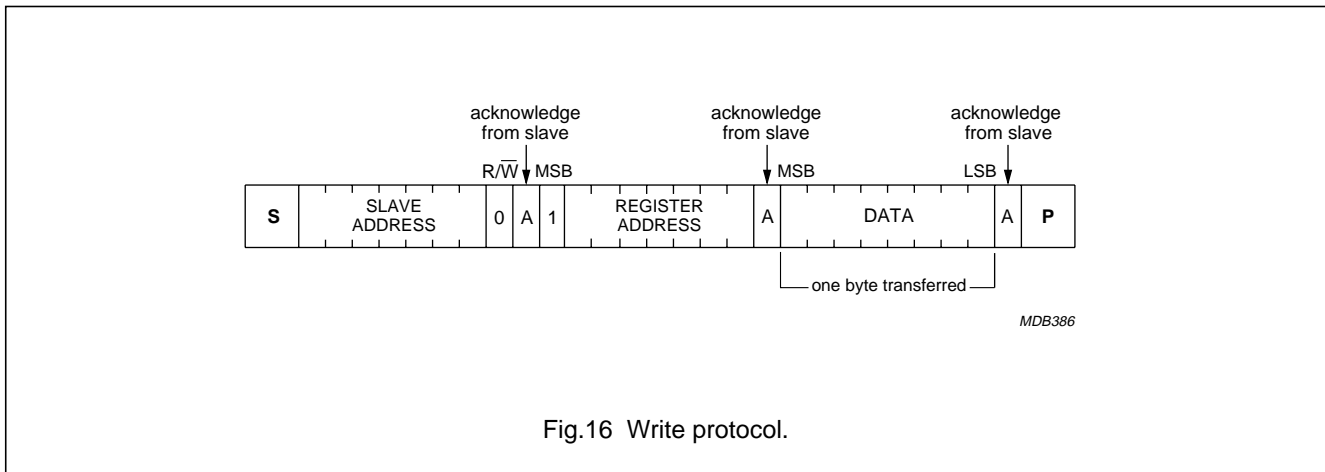 acknowledge acknowledge acknowledge
from slave from slave from slave
R/W̅ MSB MSB LSB
S SLAVE ADDRESS 0 A 1 REGISTER ADDRESS A DATA A P
one byte transferred
MDB386
Fig.16 Write protocol.